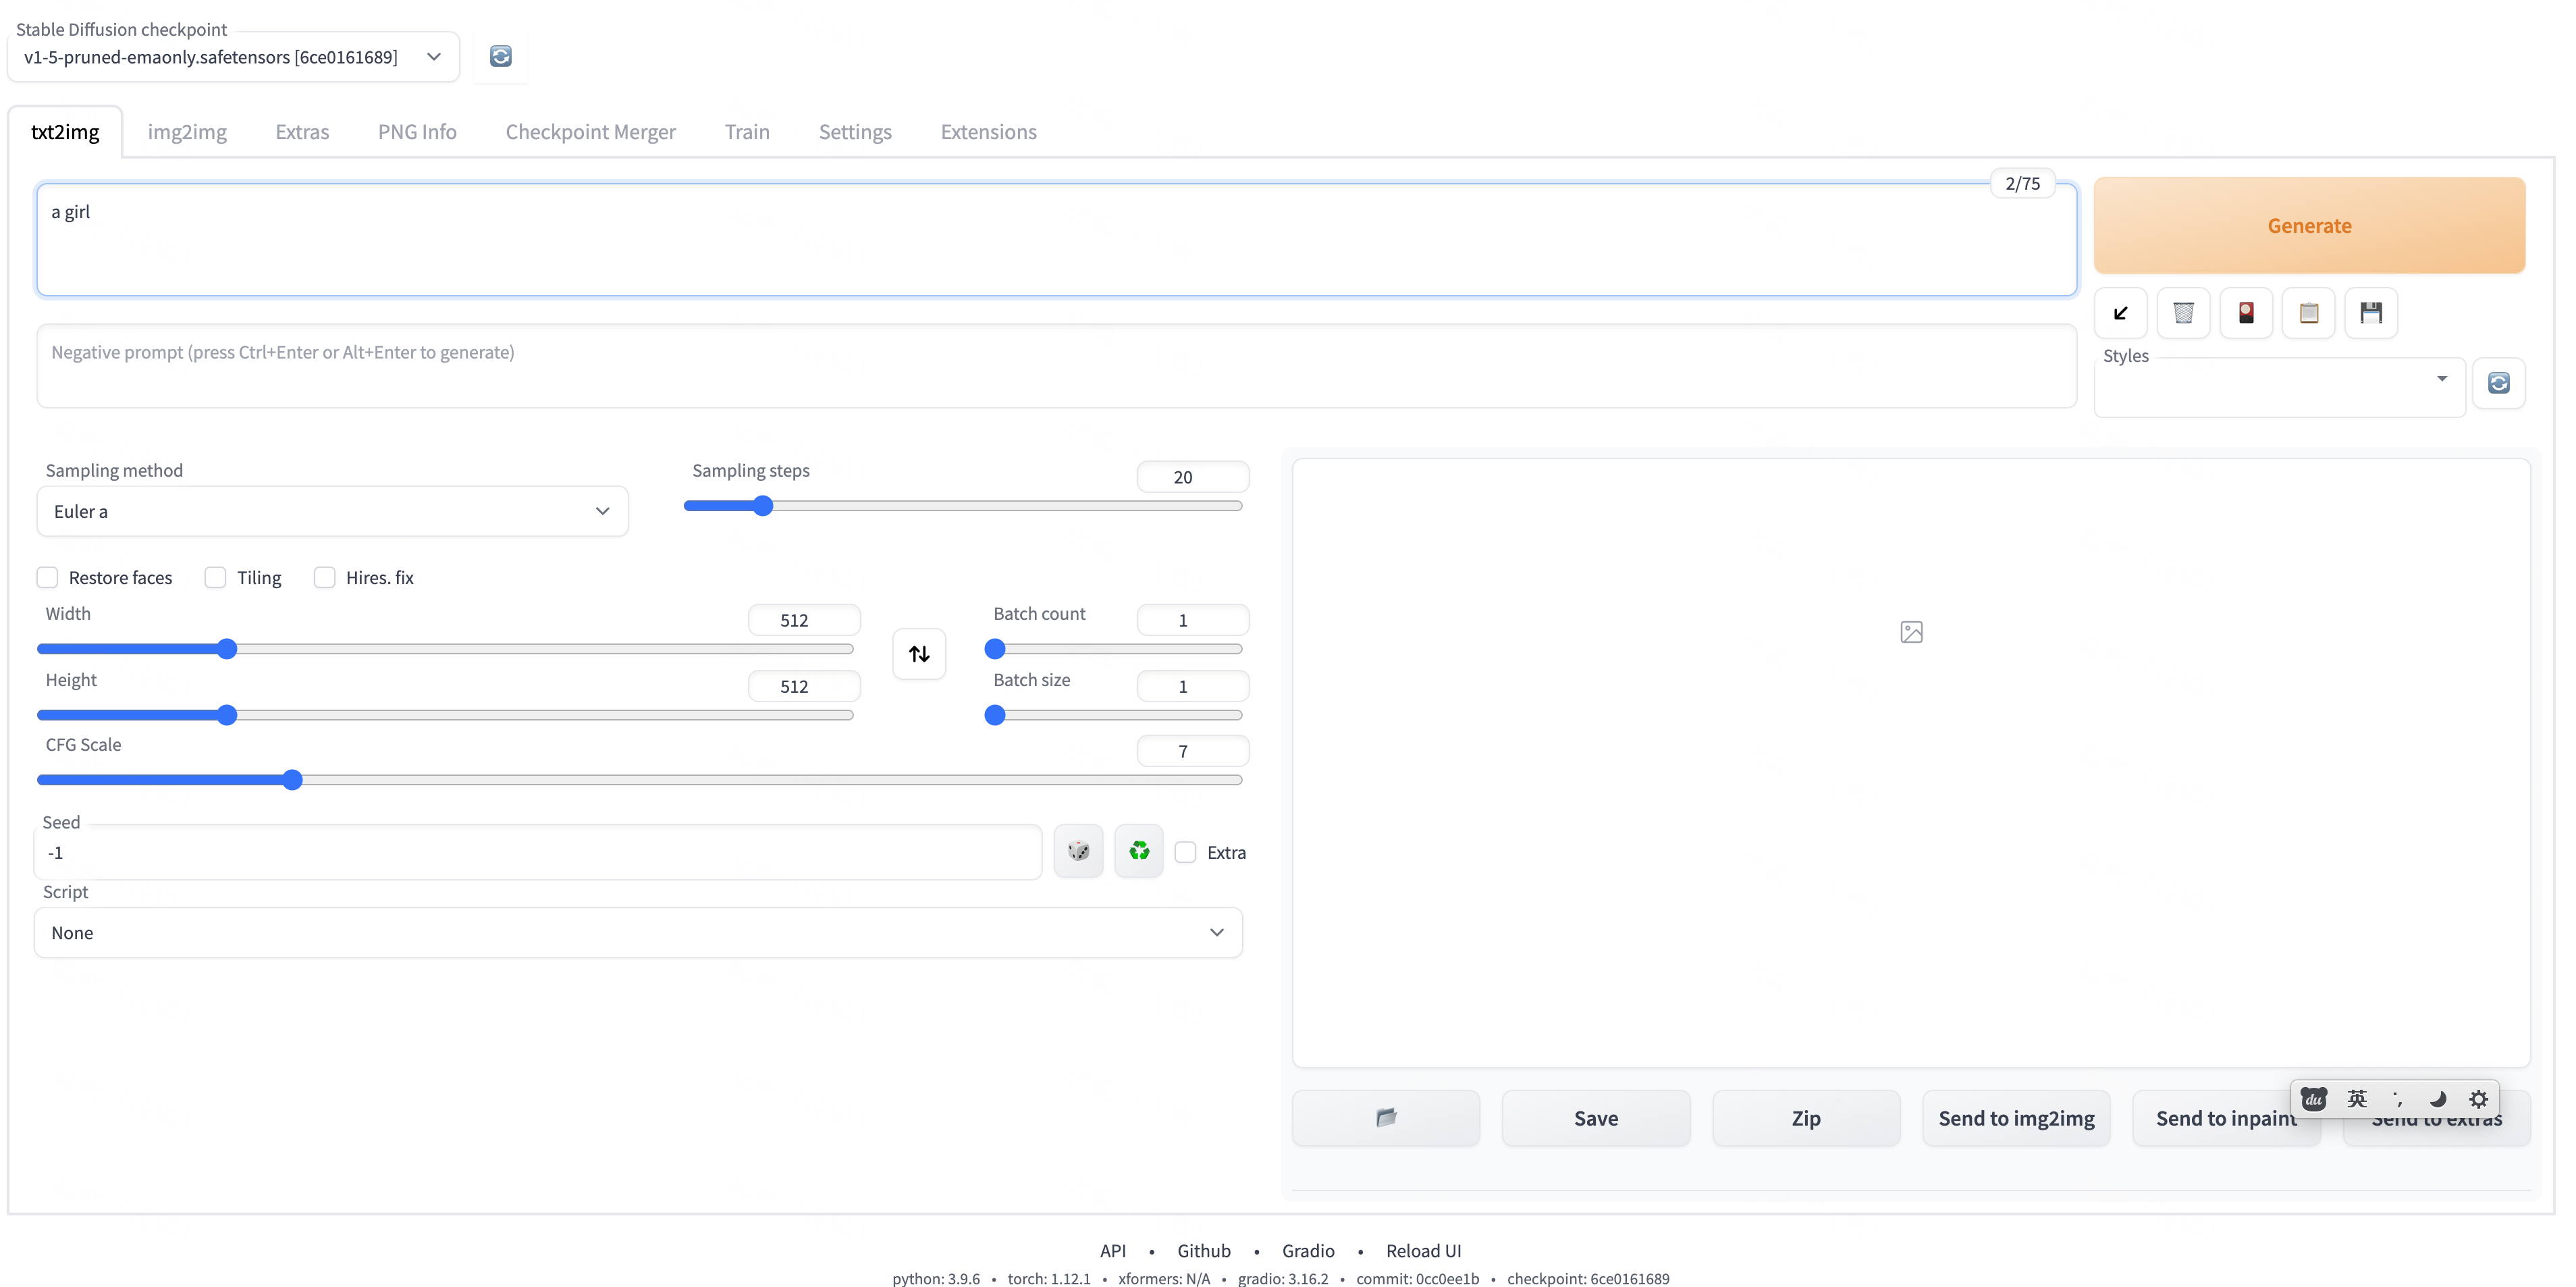 Stable Diffusion checkpoint
v1-5-pruned-emaonly.safetensors [6ce0161689]
txt2img img2img Extras PNG Info Checkpoint Merger Train Settings Extensions
2/75
a girl
Generate
Negative prompt (press Ctrl+Enter or Alt+Enter to generate)
Styles
Sampling method
Euler a
Sampling steps
20
Restore faces Tiling Hires. fix
Width
512
Batch count
1
Height
512
Batch size
1
CFG Scale
7
Seed
-1
Extra
Script
None
du 英 ’,
Save Zip Send to img2img Send to inpaint Send to extras
API • Github • Gradio • Reload UI
python: 3.9.6 • torch: 1.12.1 • xformers: N/A • gradio: 3.16.2 • commit: 0cc0ee1b • checkpoint: 6ce0161689